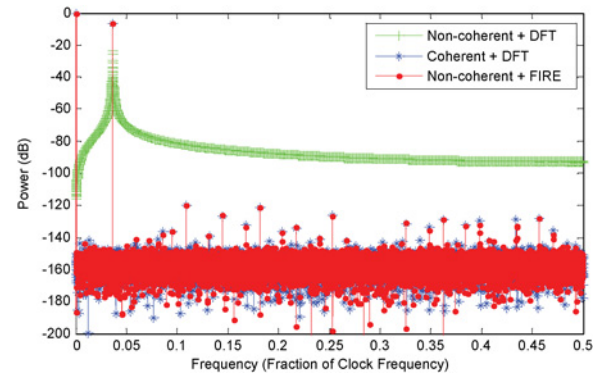 0
-20
-40
-60
-80
-100
-120
-140
-160
-180
-200
Power (dB)
Non-coherent + DFT
Coherent + DFT
Non-coherent + FIRE
0 0.05 0.1 0.15 0.2 0.25 0.3 0.35 0.4 0.45 0.5
Frequency (Fraction of Clock Frequency)